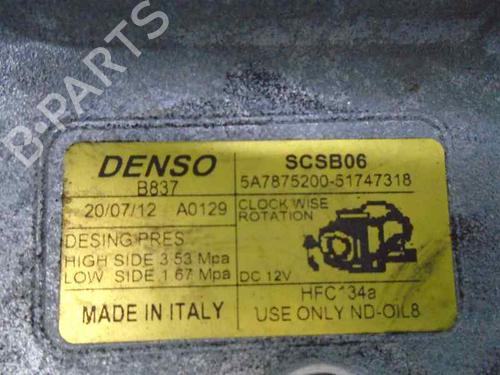 B-PARTS
DENSO
B837
20/07/12 A0129
DESING PRES
HIGH SIDE 3.53 Mpa
LOW SIDE 1.67 Mpa
MADE IN ITALY
SCSB06
5A7875200-51747318
CLOCK WISE
ROTATION
DC 12V
HFC134a
USE ONLY ND-OIL8